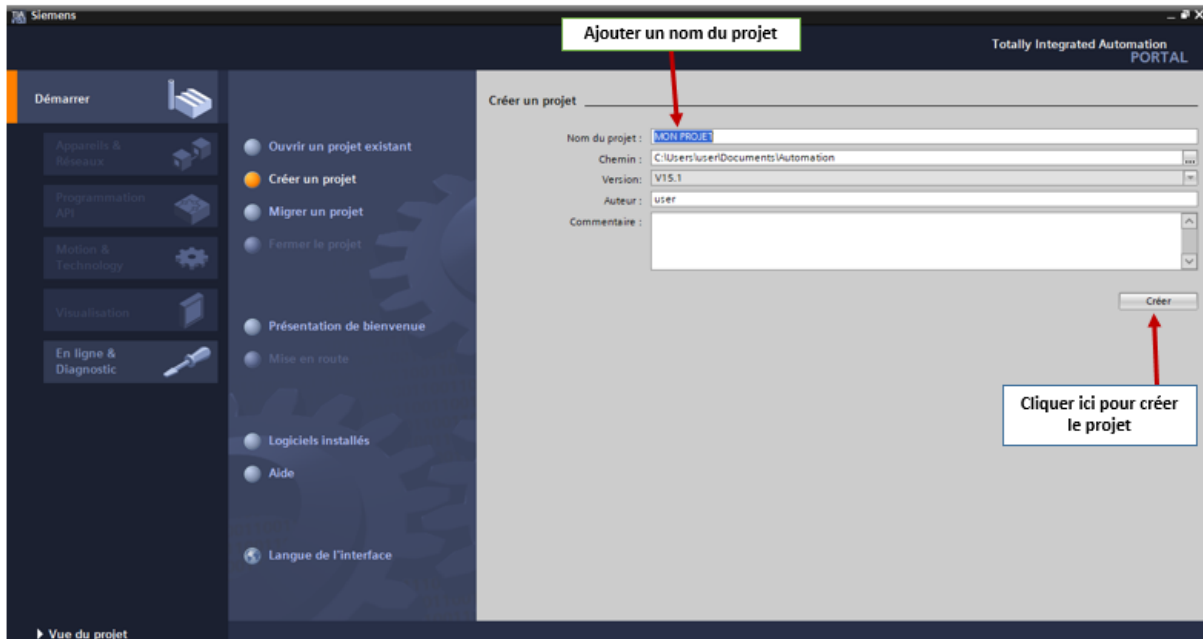 Siemens
Ajouter un nom du projet
Totally Integrated Automation
PORTAL
Démarrer
Appareils &
Réseaux
Programmation
API
Motion &
Technology
Visualisation
En ligne &
Diagnostic
Ouvrir un projet existant
Créer un projet
Migrer un projet
Fermer le projet
Présentation de bienvenue
Mise en route
Logiciels installés
Aide
Langue de l'interface
Créer un projet
Nom du projet : MON PROJET
Chemin : C:\Users\user\Documents\Automation
...
Version: V15.1
Auteur : user
Commentaire :
Créer
Cliquer ici pour créer
le projet
Vue du projet